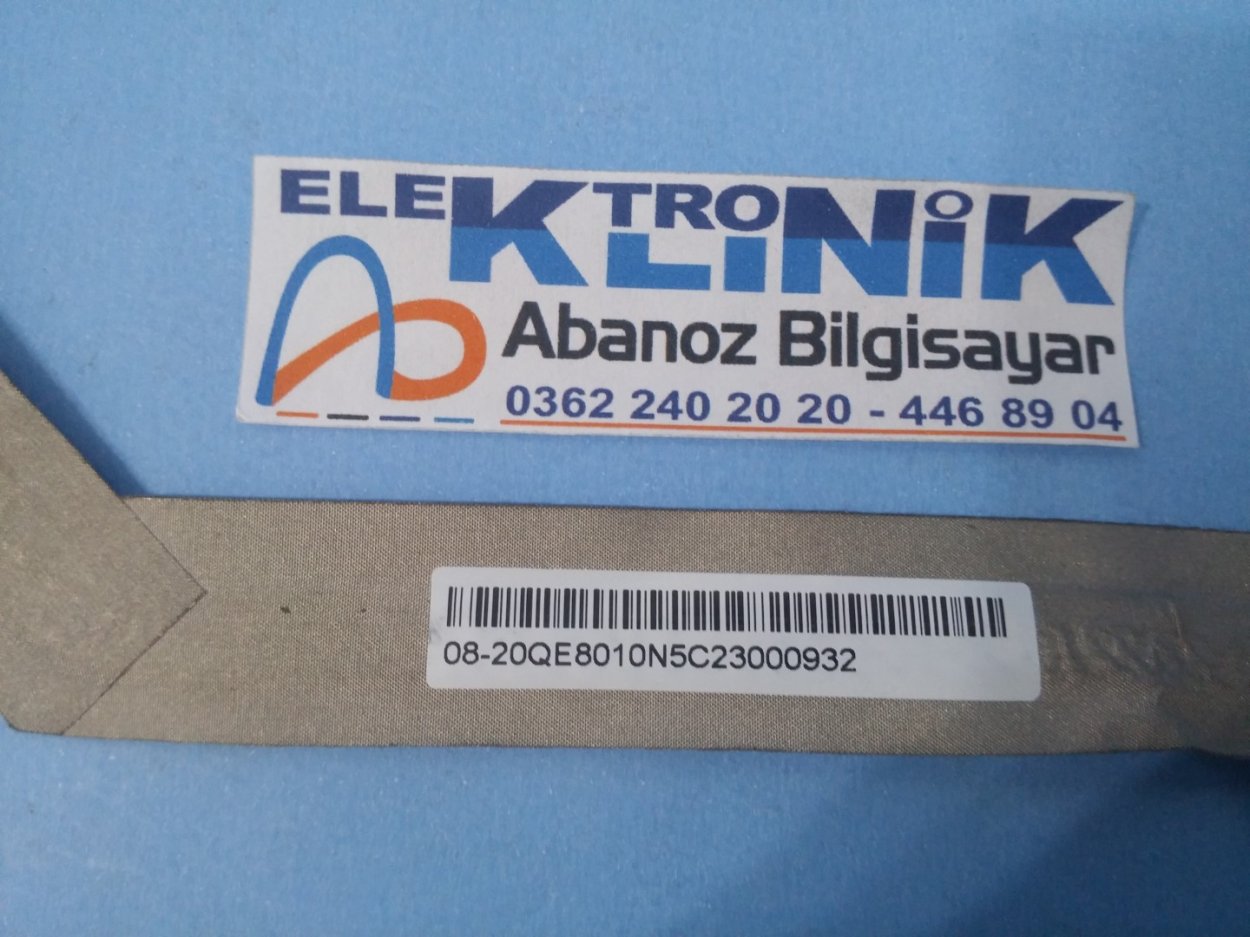 ELEKTRONiK
KLiNiK
Abanoz Bilgisayar
0362 240 20 20 - 446 89 04
08-20QE8010N5C23000932